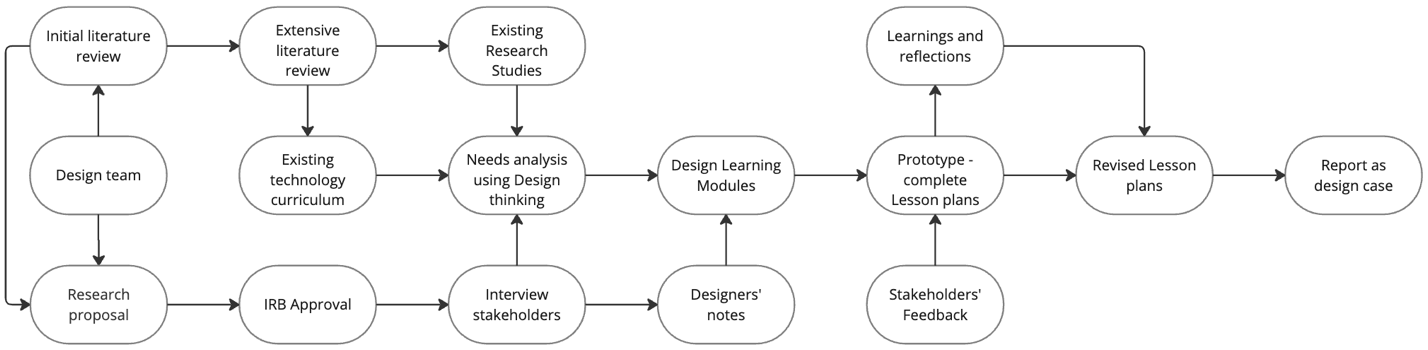 Initial literature
review
Extensive
literature
review
Existing
Research
Studies
Learnings and
reflections
Design team
Existing
technology
curriculum
Needs analysis
using Design
thinking
Design Learning
Modules
Prototype -
complete
Lesson plans
Revised Lesson
plans
Report as
design case
Research
proposal
IRB Approval
Interview
stakeholders
Designers'
notes
Stakeholders'
Feedback